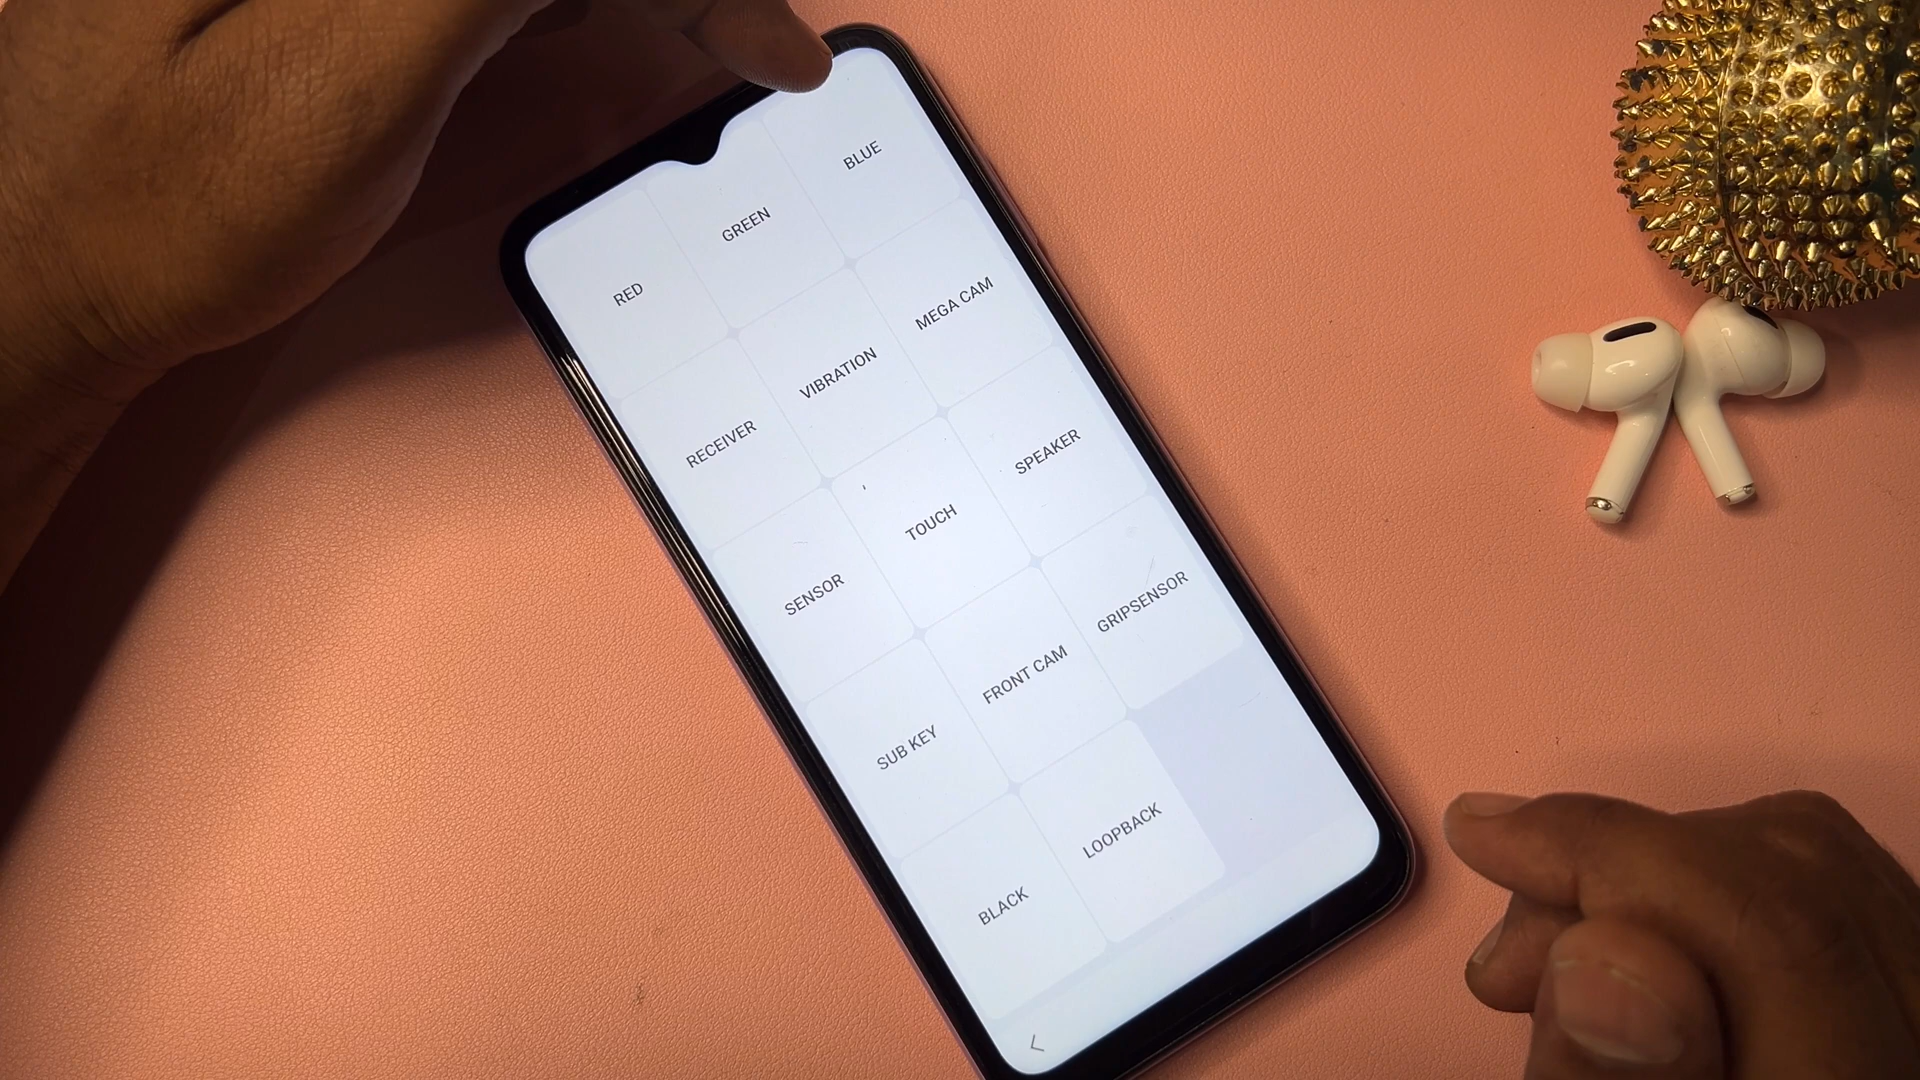 RED
GREEN
BLUE
RECEIVER
VIBRATION
MEGA CAM
SENSOR
TOUCH
SPEAKER
SUB KEY
FRONT CAM
GRIPSENSOR
BLACK
LOOPBACK